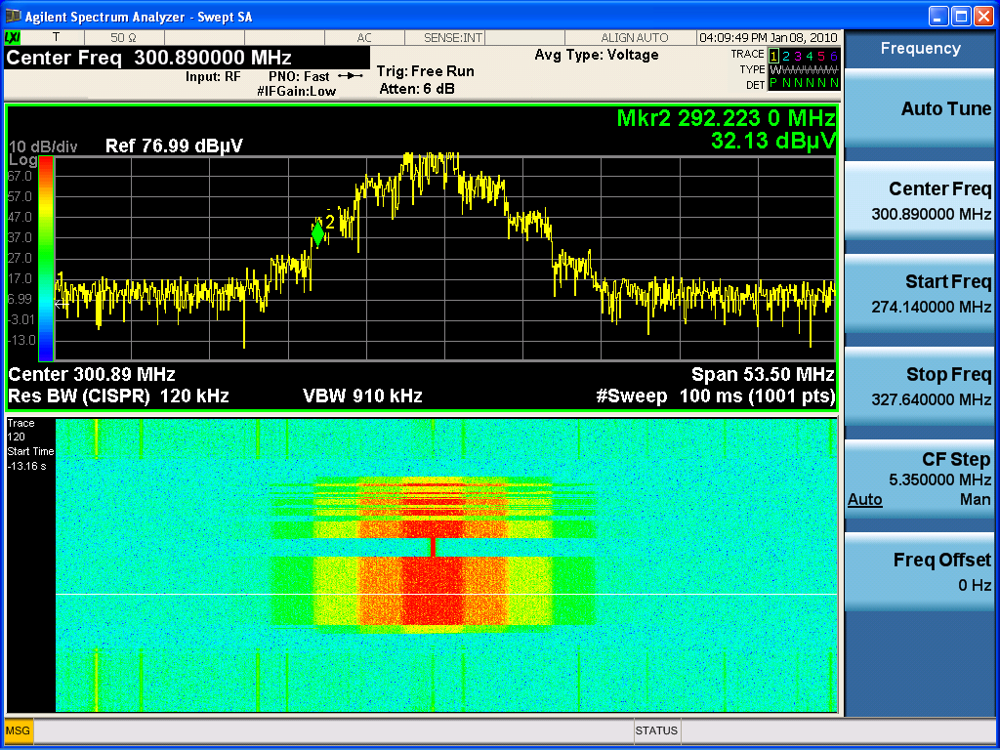 Agilent Spectrum Analyzer - Swept SA
LXI T 50 Ω AC SENSE:INT ALIGN AUTO 04:09:49 PM Jan 08, 2010
Center Freq 300.890000 MHz
Input: RF PNO: Fast
#IFGain:Low
Trig: Free Run
Atten: 6 dB
Avg Type: Voltage
TRACE 1 2 3 4 5 6
TYPE W W W W W W
DET P N N N N N
Mkr2 292.223 0 MHz
32.13 dBµV
10 dB/div Ref 76.99 dBµV
Log
67.0
57.0
47.0
37.0
27.0
17.0
6.99
-3.01
-13.0
1
2
Center 300.89 MHz Span 53.50 MHz
Res BW (CISPR) 120 kHz VBW 910 kHz #Sweep 100 ms (1001 pts)
Trace
120
Start Time
-13.16 s
MSG STATUS
Frequency
Auto Tune
Center Freq
300.890000 MHz
Start Freq
274.140000 MHz
Stop Freq
327.640000 MHz
CF Step
5.350000 MHz
Auto Man
Freq Offset
0 Hz